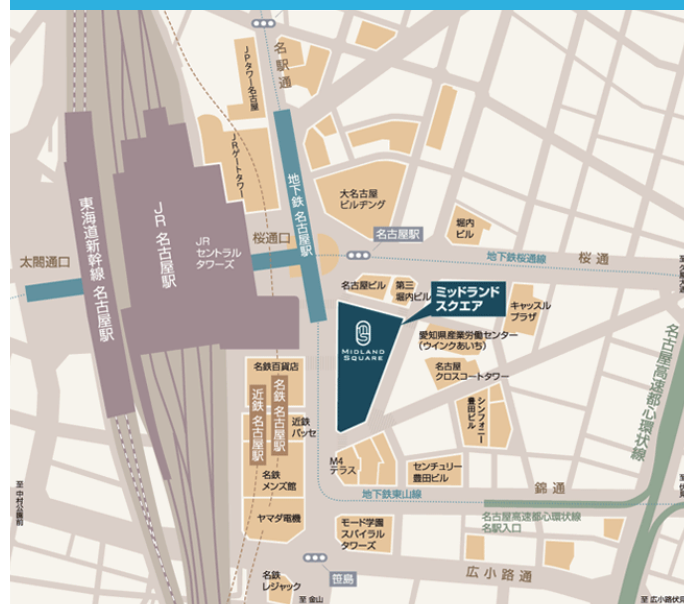 JPタワー名古屋
名駅通
JRゲートタワー
地下鉄 名古屋駅
大名古屋
ビルヂング
堀内
ビル
名古屋駅
桜通
地下鉄桜通線
至 久屋大通
東海道新幹線 名古屋駅
JR 名古屋駅
JR
セントラル
タワーズ
桜通口
太閤通口
名古屋ビル
第三
堀内ビル
ミッドランド
スクエア
キャッスル
プラザ
MIDLAND
SQUARE
愛知県産業労働センター
(ウインクあいち)
名古屋
クロスコートタワー
シンフォニー
豊田ビル
名古屋高速都心環状線
名鉄百貨店
名鉄 名古屋駅
近鉄 名古屋駅
近鉄
パッセ
M4
テラス
センチュリー
豊田ビル
名鉄
メンズ館
地下鉄東山線
錦通
至 中村公園前
至 伏見
名古屋高速都心環状線
名駅入口
ヤマダ電機
モード学園
スパイラル
タワーズ
笹島
広小路通
名鉄
レジャック
至 金山
至 広小路伏見